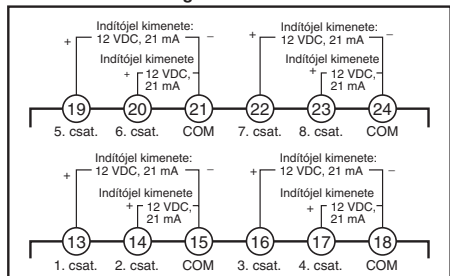 Indítójel kimenete: Indítójel kimenete:
+ 12 VDC, 21 mA – + 12 VDC, 21 mA –
Indítójel kimenete Indítójel kimenete
+ 12 VDC, 21 mA + 12 VDC, 21 mA
19 20 21 22 23 24
5. csat. 6. csat. COM 7. csat. 8. csat. COM
Indítójel kimenete: Indítójel kimenete:
+ 12 VDC, 21 mA – + 12 VDC, 21 mA –
Indítójel kimenete Indítójel kimenete
+ 12 VDC, 21 mA + 12 VDC, 21 mA
13 14 15 16 17 18
1. csat. 2. csat. COM 3. csat. 4. csat. COM